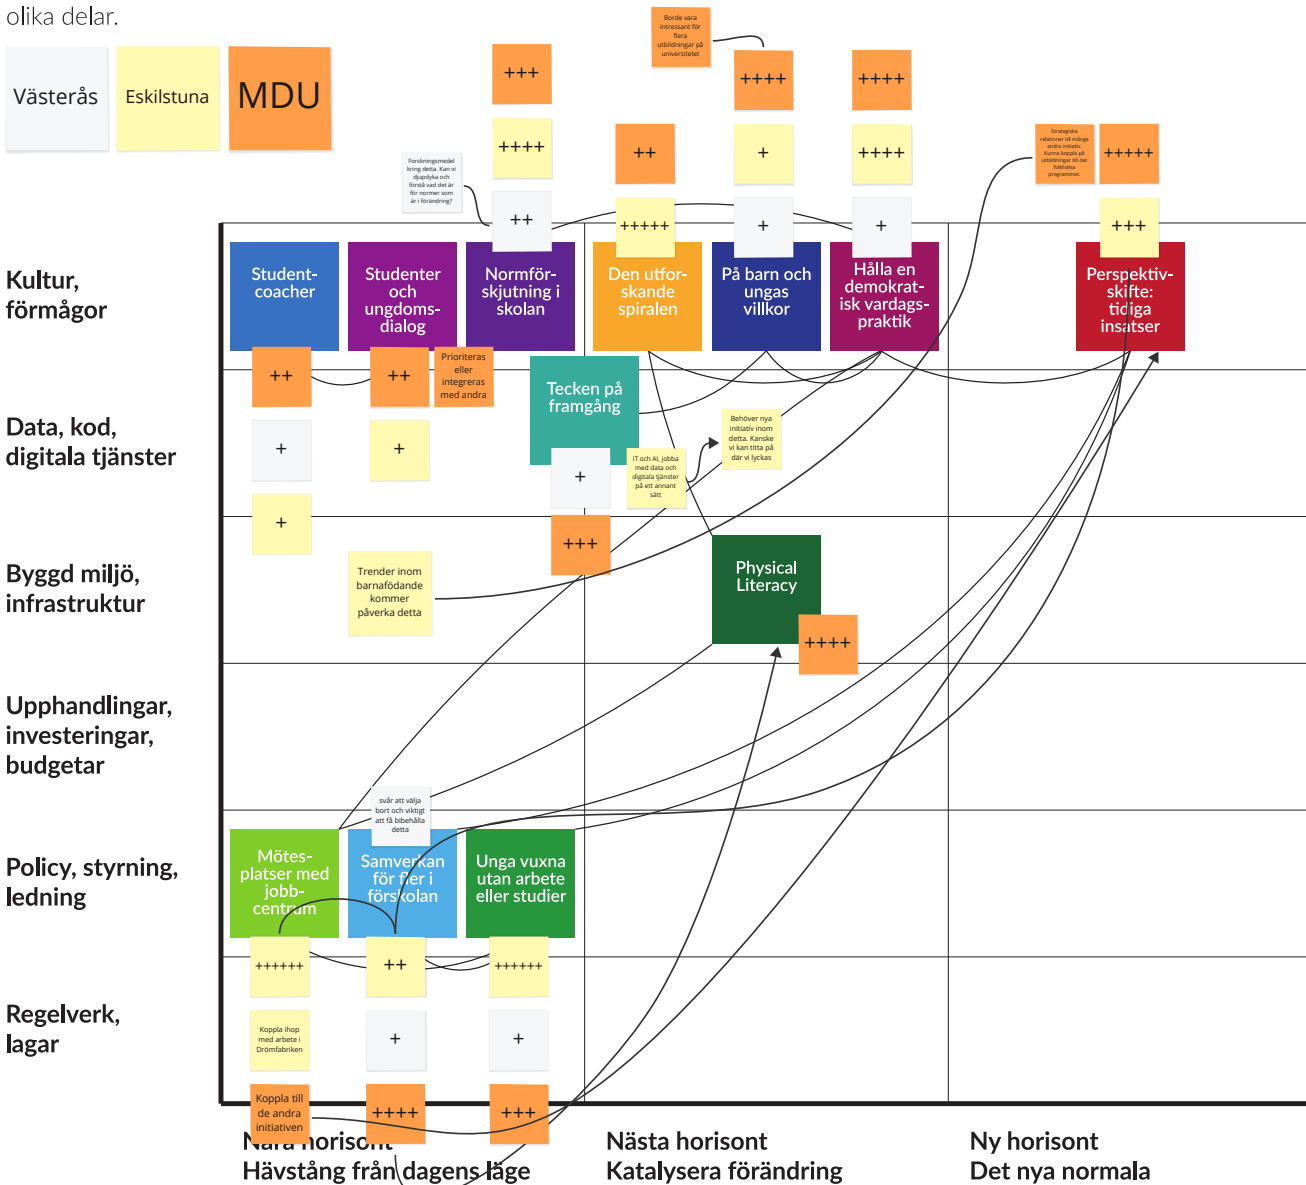 olika delar.
Västerås
Eskilstuna
MDU
+++
++++
Forskningsmedel
kring detta. Kan vi
djupdyka och
förstå vad det är
för normer som
är i förändring?
++
++
+++++
Borde vara
intressant för
flera
utbildningar på
universitetet
++++
+
+
++++
++++
+
Strategiska
relationer till många
andra initiativ.
Kunna koppla på
utbildningar till det
folkhälsa
programmet.
+++++
+++
Kultur,
förmågor
Student-
coacher
Studenter
och
ungdoms-
dialog
Normför-
skjutning i
skolan
Den utfor-
skande
spiralen
På barn och
ungas
villkor
Hålla en
demokrat-
isk vardags-
praktik
Perspektiv-
skifte:
tidiga
insatser
++
++
Prioriteras
eller
integreras
med andra
Data, kod,
digitala tjänster
+
+
+
Tecken på
framgång
+
+++
IT och AI, jobba
med data och
digitala tjänster
på ett annant
sätt
Behöver nya
initiativ inom
detta. Kanske
vi kan titta på
där vi lyckas
Byggd miljö,
infrastruktur
Trender inom
barnafödande
kommer
påverka detta
Physical
Literacy
++++
Upphandlingar,
investeringar,
budgetar
svår att välja
bort och viktigt
att få bibehålla
detta
Policy, styrning,
ledning
Mötes-
platser med
jobb-
centrum
Samverkan
för fler i
förskolan
Unga vuxna
utan arbete
eller studier
++++++
++
++++++
Regelverk,
lagar
Koppla ihop
med arbete i
Drömfabriken
+
+
Koppla till
de andra
initiativen
++++
+++
Nära horisont
Hävstång från dagens läge
Nästa horisont
Katalysera förändring
Ny horisont
Det nya normala